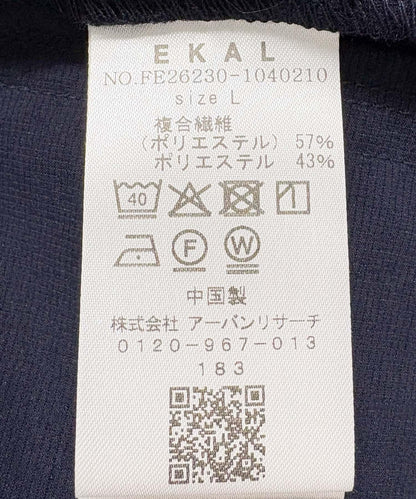 EKAL
NO.FE26230-1040210
size L
複合繊維
(ポリエステル) 57%
ポリエステル 43%
40
F W
中国製
株式会社 アーバンリサーチ
0120-967-013
183